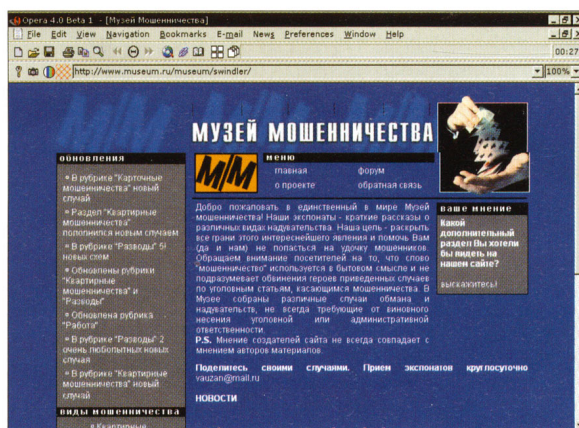 Opera 4.0 Beta 1 - [Музей Мошенничества]
File Edit View Navigation Bookmarks E-mail News Preferences Window Help
00:27
http://www.museum.ru/museum/swindler/
100%
МУЗЕЙ МОШЕННИЧЕСТВА
обновления
В рубрике "Карточные
мошенничества" новый
случай
Раздел "Квартирные
мошенничества"
пополнился новым случаем
В рубрике "Разводы" 5!
новых схем
Обновлены рубрики
"Квартирные
мошенничества" и
"Разводы"
Обновлена рубрика
"Работа"
В рубрике "Разводы" 2
очень любопытных новых
случая
В рубрике "Квартирные
мошенничества" новый
случай
виды мошенничества
Квартирные
М/М
меню
главная форум
о проекте обратная связь
Добро пожаловать в единственный в мире Музей
мошенничества! Наши экспонаты - краткие рассказы о
различных видах надувательства. Наша цель - раскрыть
все грани этого интереснейшего явления и помочь Вам
(да и нам) не попасться на удочку мошенников.
Обращаем внимание посетителей на то, что слово
"мошенничество" используется в бытовом смысле и не
подразумевает обвинения героев приведенных случаев
по уголовным статьям, касающимся мошенничества. В
Музее собраны различные случаи обмана и
надувательств, не всегда требующие от виновного
несения уголовной или административной
ответственности.
P.S. Мнение создателей сайта не всегда совпадает с
мнением авторов материалов.
Поделитесь своими случаями. Прием экспонатов круглосуточно
vauzan@mail.ru
НОВОСТИ
ваше мнение
Какой
дополнительный
раздел Вы хотели
бы видеть на
нашем сайте?
выскажитесь!